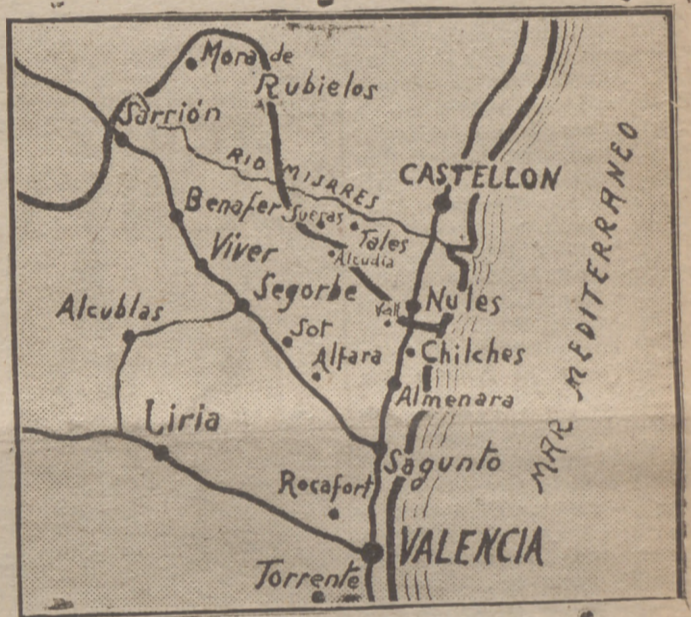 Mora de
Rubielos
Sarrión
RIO MIJARES
CASTELLON
Benafer
Sueras
Tales
Alcudia
Viver
Segorbe
Nules
Vall
Alcublas
Sot
Alfara
Chilches
Almenara
Liria
Sagunto
Rocafort
VALENCIA
Torrente
MAR MEDITERRANEO